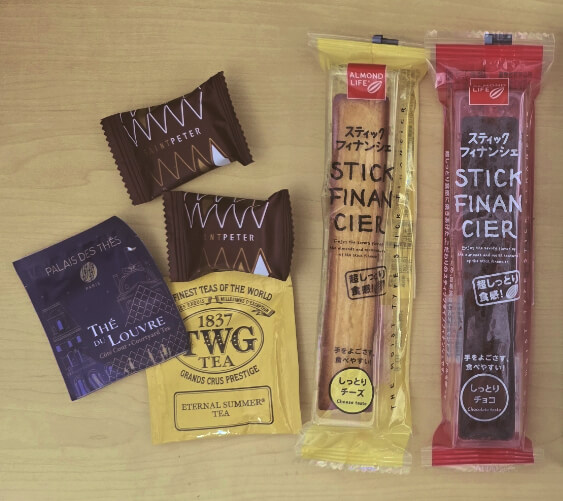 NTPETER
NTPETER
PALAIS DES THÉS
PARIS
THÉ
DU LOUVRE
FINEST TEAS OF THE WORLD
1837
TWG
TEA
GRANDS CRUS PRESTIGE
ETERNAL SUMMER®
TEA
ALMOND
LIFE®
スティック
フィナンシェ
STICK
FINAN
CIER
超しっとり
食感!
手をよごさず、
食べやすい!
しっとり
チーズ
Cheese taste
ALMOND
LIFE®
スティック
フィナンシェ
STICK
FINAN
CIER
超しっとり
食感!
手をよごさず、
食べやすい!
しっとり
チョコ
Chocolate taste